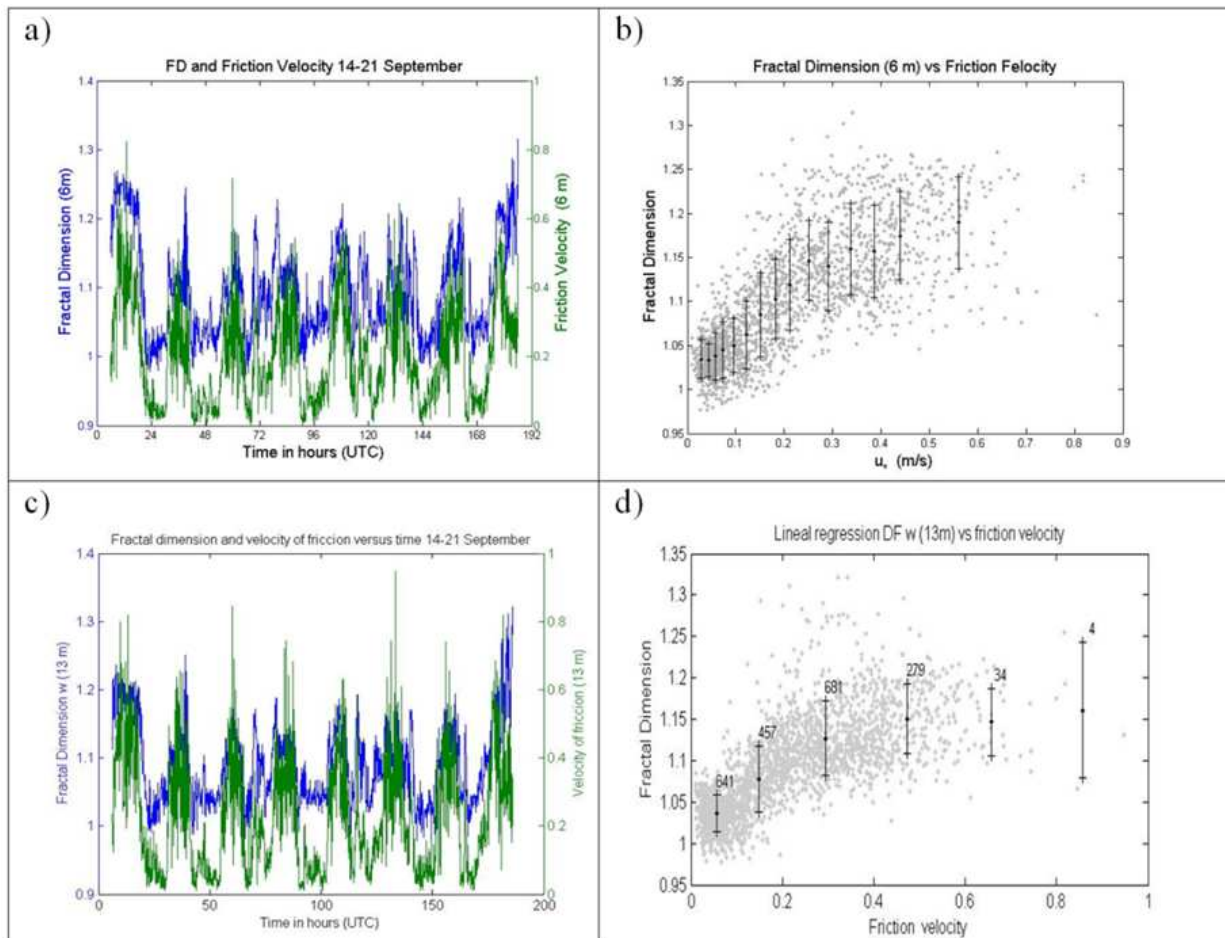 a)
FD and Friction Velocity 14-21 September
1.4
1.3
1.2
1.1
1
0.9
Fractal Dimension (6m)
1
0.8
0.6
0.4
0.2
0
Friction Velocity (6 m)
0 24 48 72 96 120 144 168 192
Time in hours (UTC)
b)
Fractal Dimension (6 m) vs Friction Felocity
1.35
1.3
1.25
1.2
1.15
1.1
1.05
1
0.95
Fractal Dimension
0 0.1 0.2 0.3 0.4 0.5 0.6 0.7 0.8 0.9
u* (m/s)
c)
Fractal dimension and velocity of friccion versus time 14-21 September
1.4
1.3
1.2
1.1
1
0.9
Fractal Dimension w (13 m)
1
0.8
0.6
0.4
0.2
0
Velocity of friccion (13 m)
0 50 100 150 200
Time in hours (UTC)
d)
Lineal regression DF w (13m) vs friction velocity
1.35
1.3
1.25
1.2
1.15
1.1
1.05
1
0.95
Fractal Dimension
641
457
681
279
34
4
0 0.2 0.4 0.6 0.8 1
Friction velocity